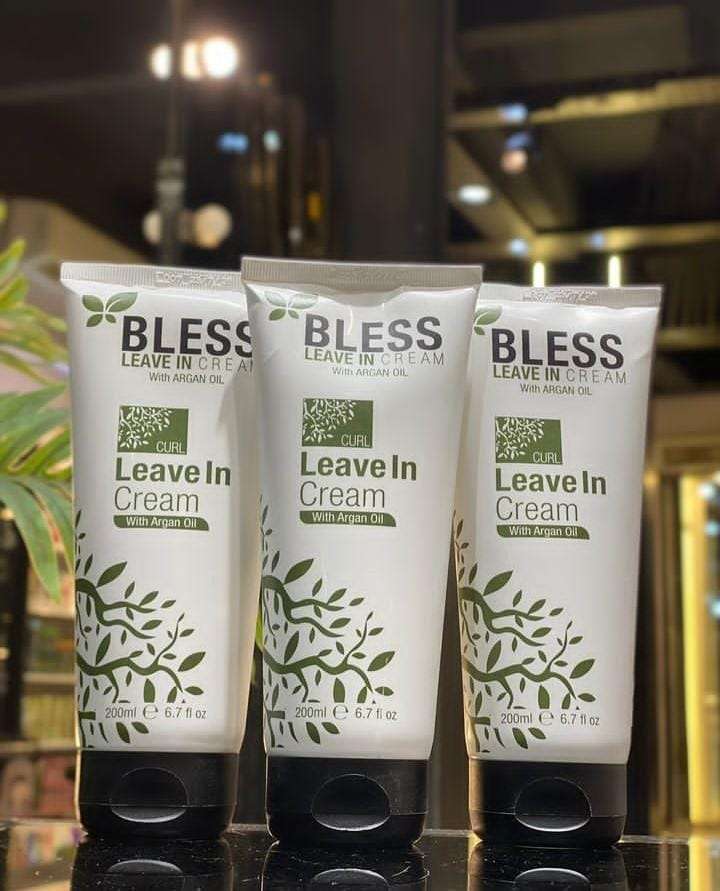 BLESS
LEAVE IN CREAM
With ARGAN OIL
CURL
Leave In
Cream
With Argan Oil
200ml e 6.7 fl oz
BLESS
LEAVE IN CREAM
With ARGAN OIL
CURL
Leave In
Cream
With Argan Oil
200ml e 6.7 fl oz
BLESS
LEAVE IN CREAM
With ARGAN OIL
CURL
Leave In
Cream
With Argan Oil
200ml e 6.7 fl oz